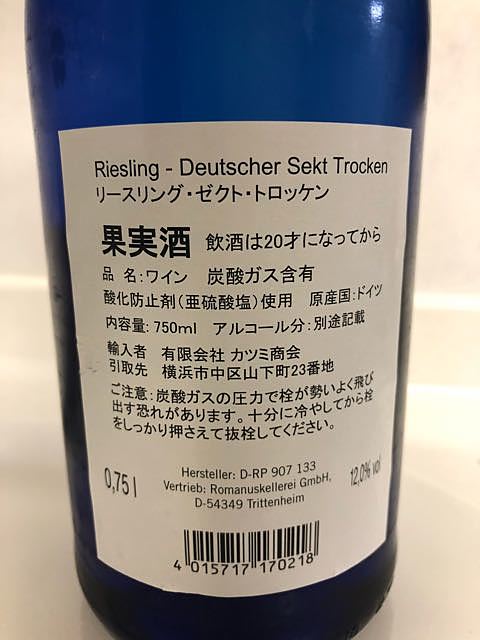 Riesling - Deutscher Sekt Trocken
リースリング・ゼクト・トロッケン
果実酒 飲酒は20才になってから
品 名:ワイン 炭酸ガス含有
酸化防止剤(亜硫酸塩)使用 原産国:ドイツ
内容量:750ml アルコール分:別途記載
輸入者 有限会社 カツミ商会
引取先 横浜市中区山下町23番地
ご注意:炭酸ガスの圧力で栓が勢いよく飛び
出す恐れがあります。十分に冷やしてから栓
をしっかり押さえて抜栓してください。
0,75 l
Hersteller: D-RP 907 133
Vertrieb: Romanuskellerei GmbH,
D-54349 Trittenheim
12,0% vol
4 015717 170218